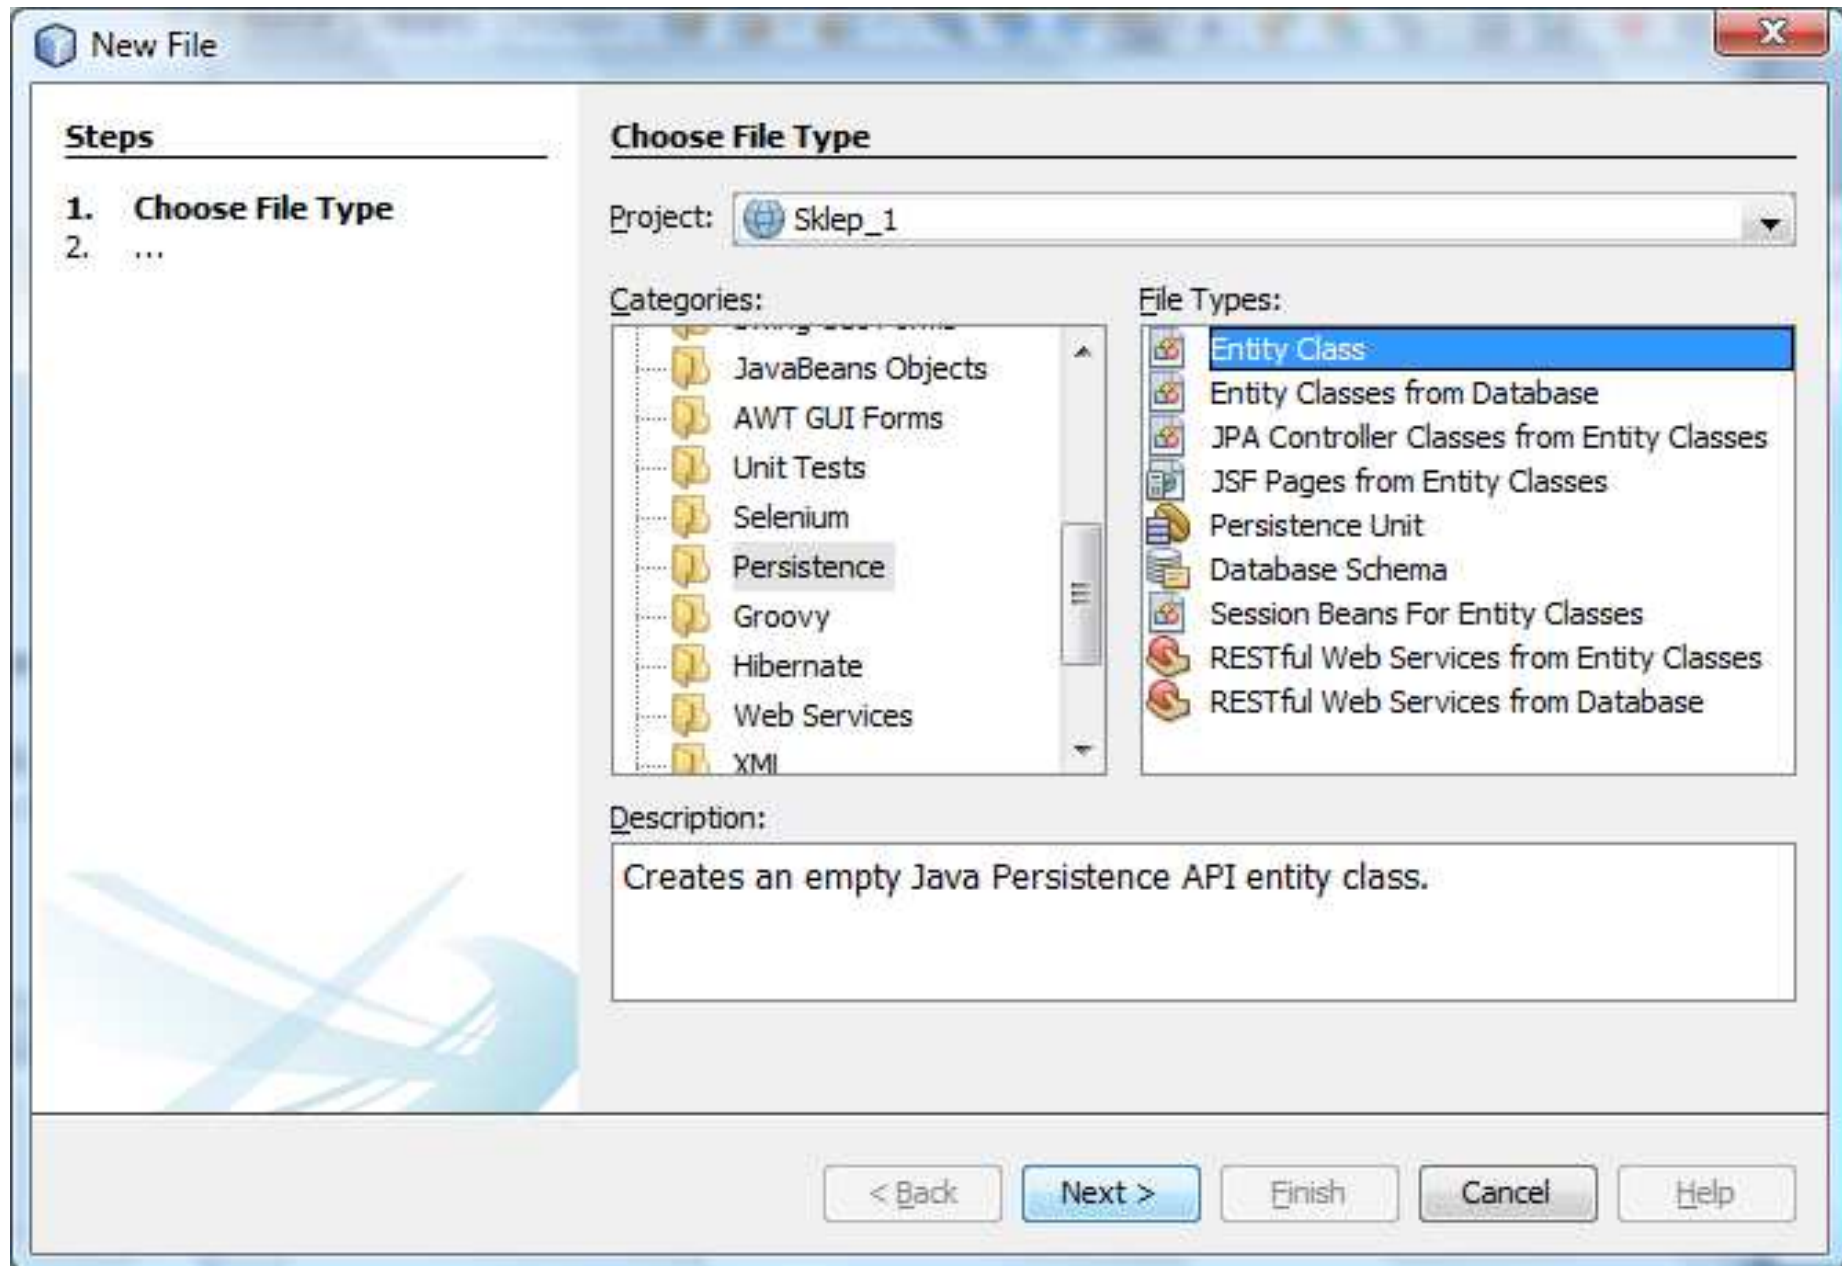 New File
Steps
1. Choose File Type
2. ...
Choose File Type
Project: Sklep_1
Categories:
JavaBeans Objects
AWT GUI Forms
Unit Tests
Selenium
Persistence
Groovy
Hibernate
Web Services
XML
File Types:
Entity Class
Entity Classes from Database
JPA Controller Classes from Entity Classes
JSF Pages from Entity Classes
Persistence Unit
Database Schema
Session Beans For Entity Classes
RESTful Web Services from Entity Classes
RESTful Web Services from Database
Description:
Creates an empty Java Persistence API entity class.
< Back Next > Finish Cancel Help